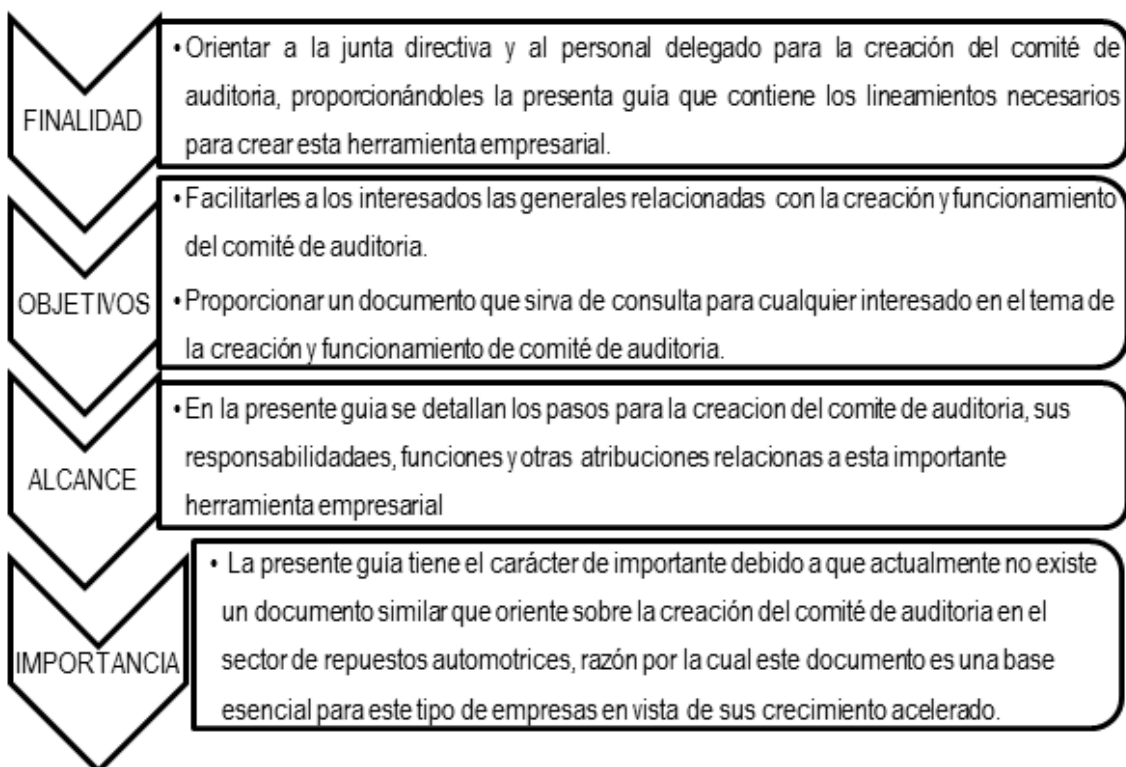 FINALIDAD
• Orientar a la junta directiva y al personal delegado para la creación del comité de
auditoria, proporcionándoles la presenta guía que contiene los lineamientos necesarios
para crear esta herramienta empresarial.
OBJETIVOS
• Facilitarles a los interesados las generales relacionadas con la creación y funcionamiento
del comité de auditoria.
• Proporcionar un documento que sirva de consulta para cualquier interesado en el tema de
la creación y funcionamiento de comité de auditoria.
ALCANCE
• En la presente guia se detallan los pasos para la creacion del comite de auditoria, sus
responsabilidadaes, funciones y otras atribuciones relacionas a esta importante
herramienta empresarial
IMPORTANCIA
• La presente guía tiene el carácter de importante debido a que actualmente no existe
un documento similar que oriente sobre la creación del comité de auditoria en el
sector de repuestos automotrices, razón por la cual este documento es una base
esencial para este tipo de empresas en vista de sus crecimiento acelerado.